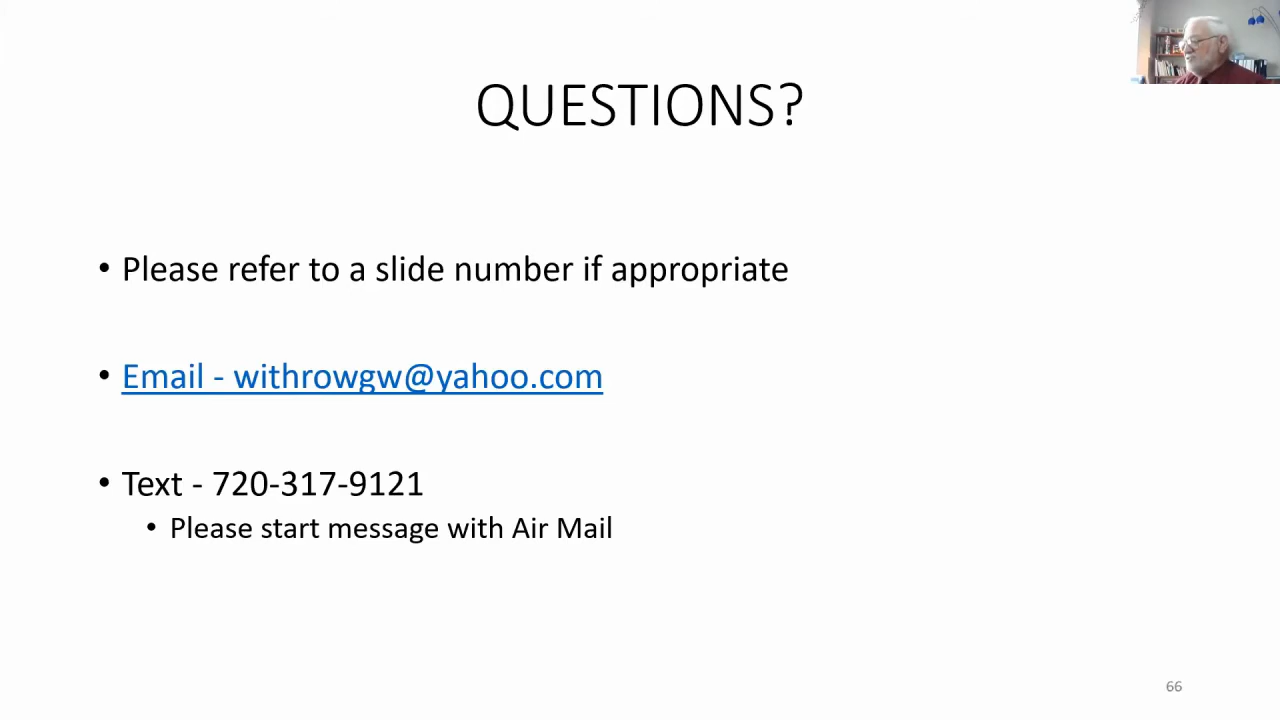 QUESTIONS?
• Please refer to a slide number if appropriate
• Email - withrowgw@yahoo.com
• Text - 720-317-9121
• Please start message with Air Mail
66